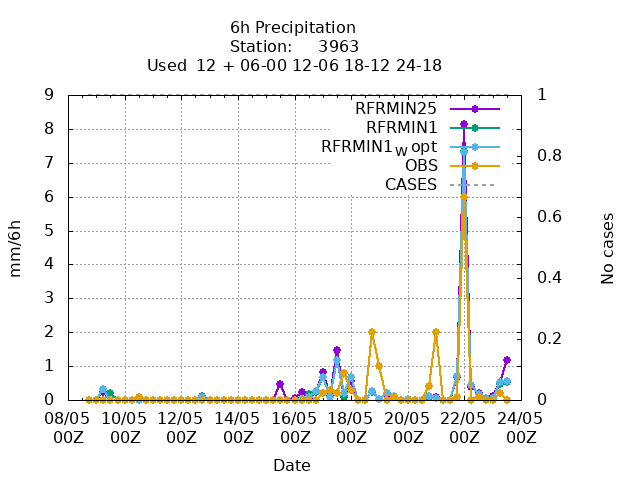 6h Precipitation
Station: 3963
Used 12 + 06-00 12-06 18-12 24-18
9 1
RFRMIN25
8
RFRMIN1
0.8
RFRMIN1w opt
7
OBS
CASES
6
0.6
5
mm/6h
No cases
4
0.4
3
2
0.2
1
0 0
08/05 10/05 12/05 14/05 16/05 18/05 20/05 22/05 24/05
00Z 00Z 00Z 00Z 00Z 00Z 00Z 00Z 00Z
Date